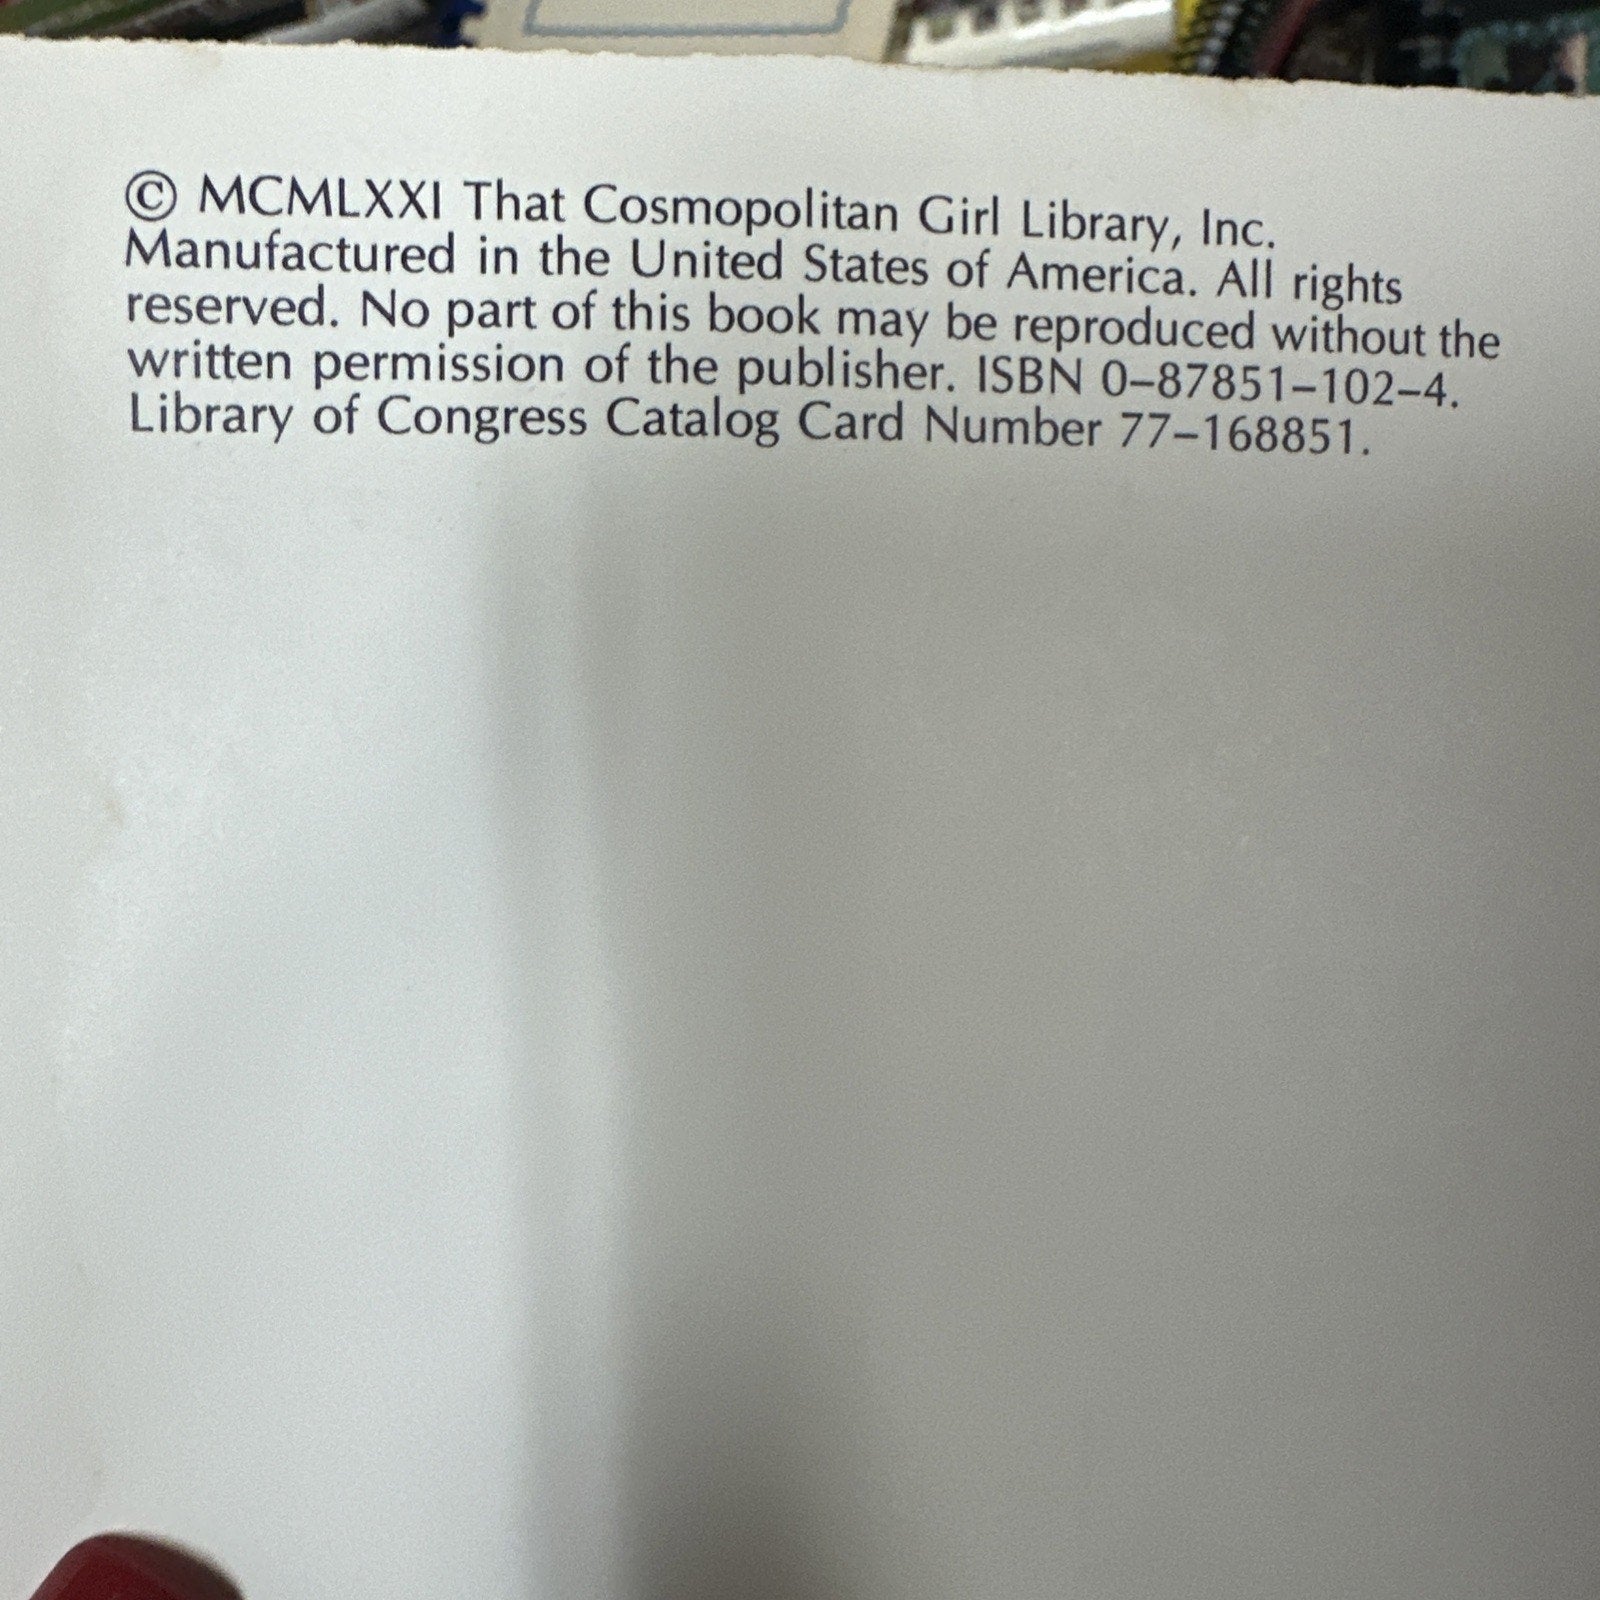 © MCMLXXI That Cosmopolitan Girl Library, Inc.
Manufactured in the United States of America. All rights
reserved. No part of this book may be reproduced without the
written permission of the publisher. ISBN 0–87851–102–4.
Library of Congress Catalog Card Number 77–168851.